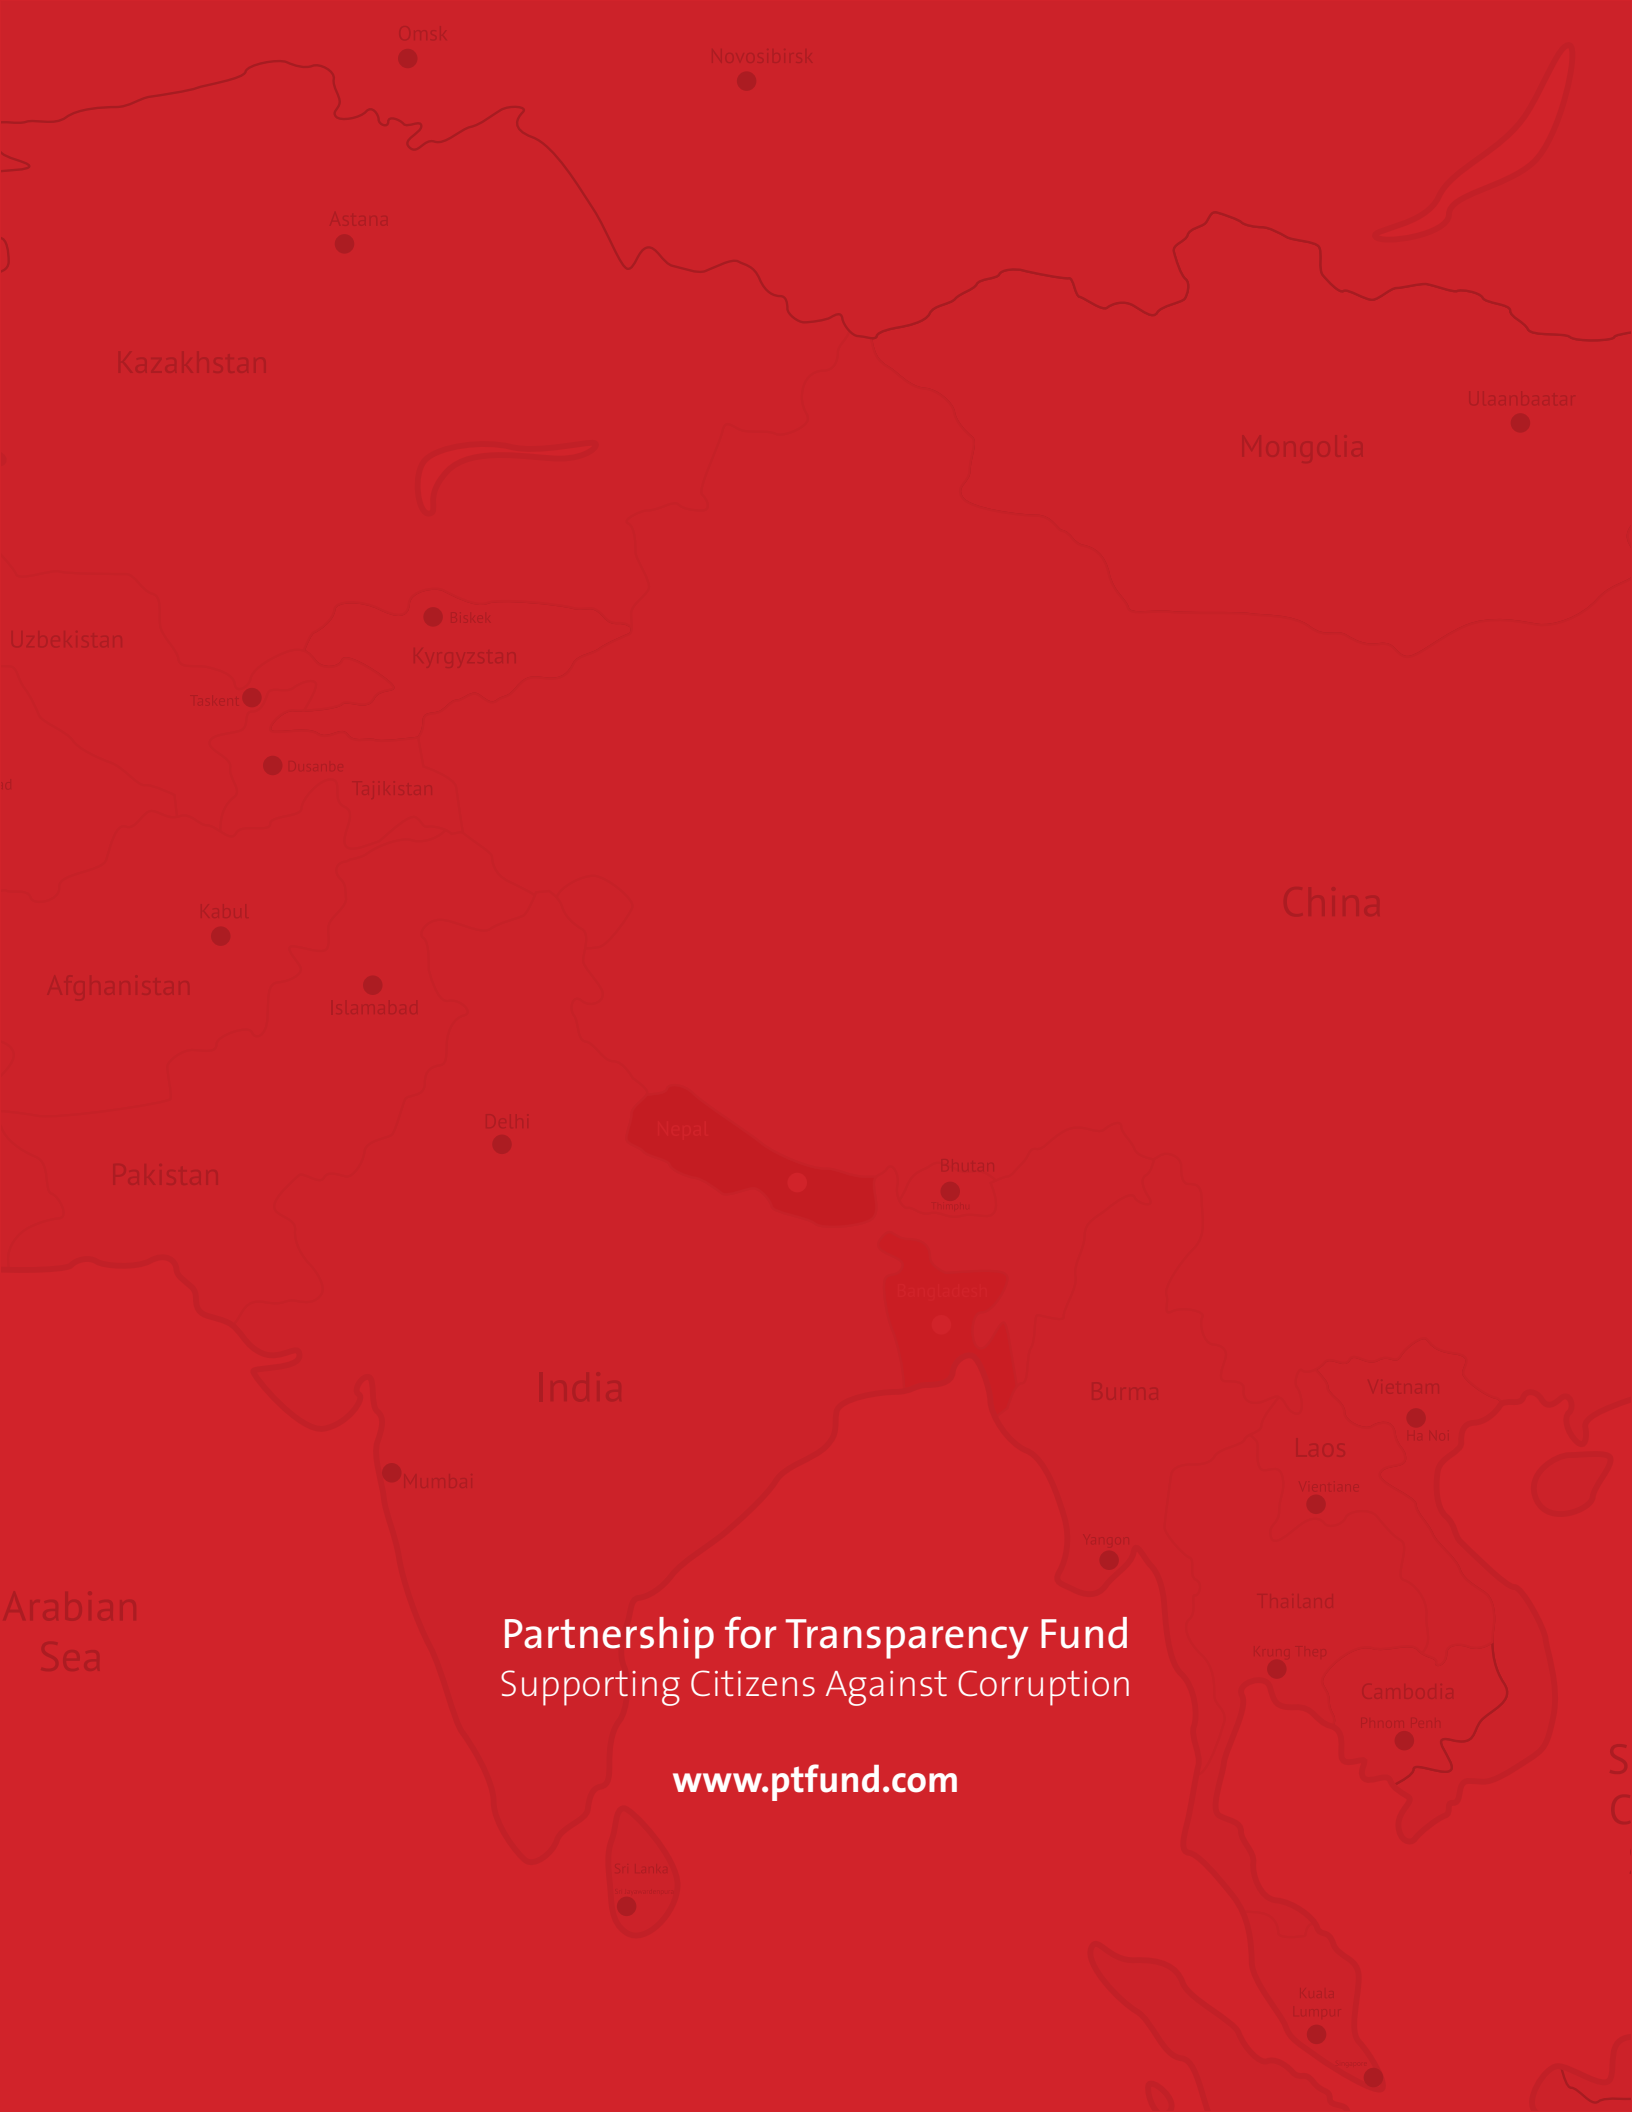 Omsk
Novosibirsk
Astana
Kazakhstan
Ulaanbaatar
Mongolia
Biskek
Uzbekistan
Kyrgyzstan
Taskent
Dusanbe
Tajikistan
China
Kabul
Afghanistan
Islamabad
Delhi
Nepal
Bhutan
Thimphu
Pakistan
Bangladesh
India
Burma
Vietnam
Ha Noi
Laos
Mumbai
Vientiane
Yangon
Arabian
Sea
Thailand
Partnership for Transparency Fund
Supporting Citizens Against Corruption
Krung Thep
Cambodia
Phnom Penh
www.ptfund.com
Sri Lanka
Kuala
Lumpur